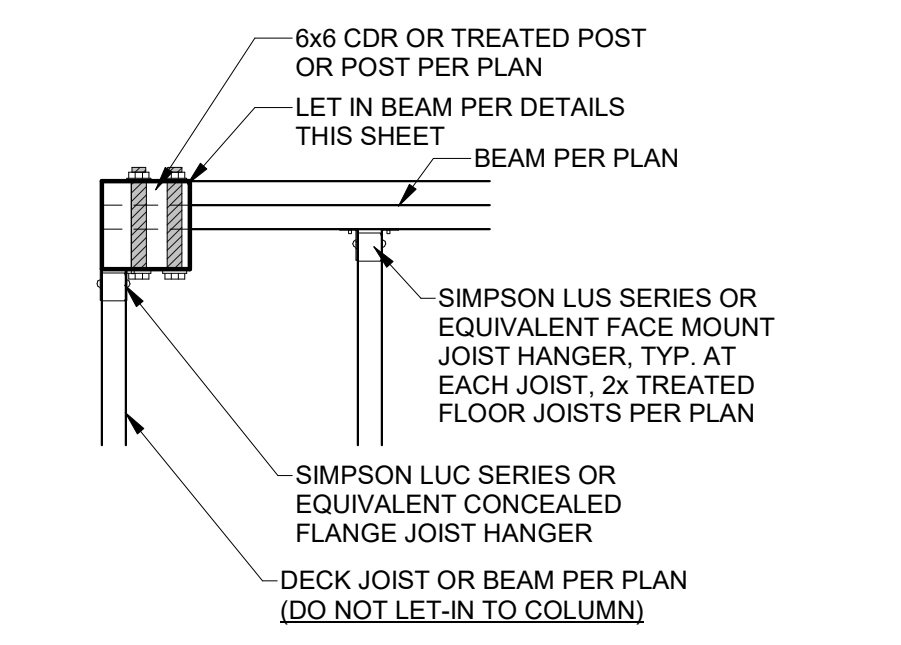 6x6 CDR OR TREATED POST
OR POST PER PLAN
LET IN BEAM PER DETAILS
THIS SHEET
BEAM PER PLAN
SIMPSON LUS SERIES OR
EQUIVALENT FACE MOUNT
JOIST HANGER, TYP. AT
EACH JOIST, 2x TREATED
FLOOR JOISTS PER PLAN
SIMPSON LUC SERIES OR
EQUIVALENT CONCEALED
FLANGE JOIST HANGER
DECK JOIST OR BEAM PER PLAN
(DO NOT LET-IN TO COLUMN)